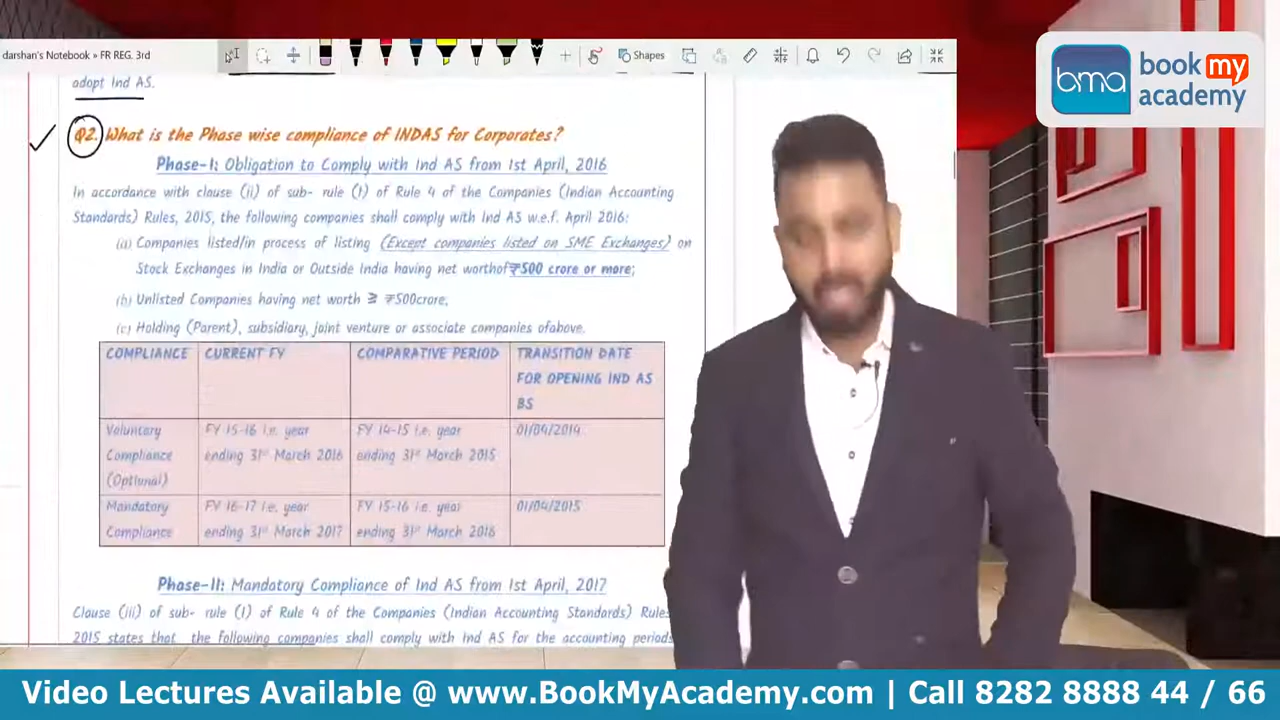 darshan's Notebook » FR REG. 3rd
Shapes
bma book my academy
adopt Ind AS.
Q2. What is the Phase wise compliance of INDAS for Corporates?
Phase-I: Obligation to Comply with Ind AS from 1st April, 2016
In accordance with clause (ii) of sub- rule (1) of Rule 4 of the Companies (Indian Accounting
Standards) Rules, 2015, the following companies shall comply with Ind AS w.e.f. April 2016:
(a) Companies listed/in process of listing (Except companies listed on SME Exchanges) on
Stock Exchanges in India or Outside India having net worthof₹500 crore or more;
(b) Unlisted Companies having net worth ≥ ₹500crore.
(c) Holding (Parent), subsidiary, joint venture or associate companies ofabove.
COMPLIANCE CURRENT FY COMPARATIVE PERIOD TRANSITION DATE
FOR OPENING IND AS
BS
Voluntary FY 15-16 i.e. year FY 14-15 i.e. year 01/04/2014
Compliance ending 31st March 2016 ending 31st March 2015
(Optional)
Mandatory FY 16-17 i.e. year FY 15-16 i.e. year 01/04/2015
Compliance ending 31st March 2017 ending 31st March 2016
Phase-II: Mandatory Compliance of Ind AS from 1st April, 2017
Clause (iii) of sub- rule (1) of Rule 4 of the Companies (Indian Accounting Standards) Rules
2015 states that the following companies shall comply with Ind AS for the accounting periods
Video Lectures Available @ www.BookMyAcademy.com | Call 8282 8888 44 / 66